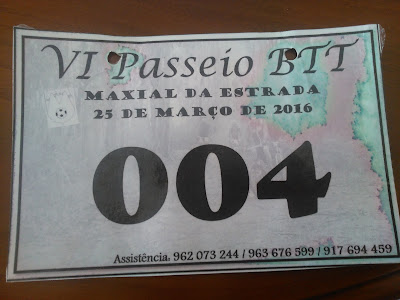 VI Passeio BTT
MAXIAL DA ESTRADA
25 DE MARÇO DE 2016
004
Assistência. 962 073 244 / 963 676 599 / 917 694 459